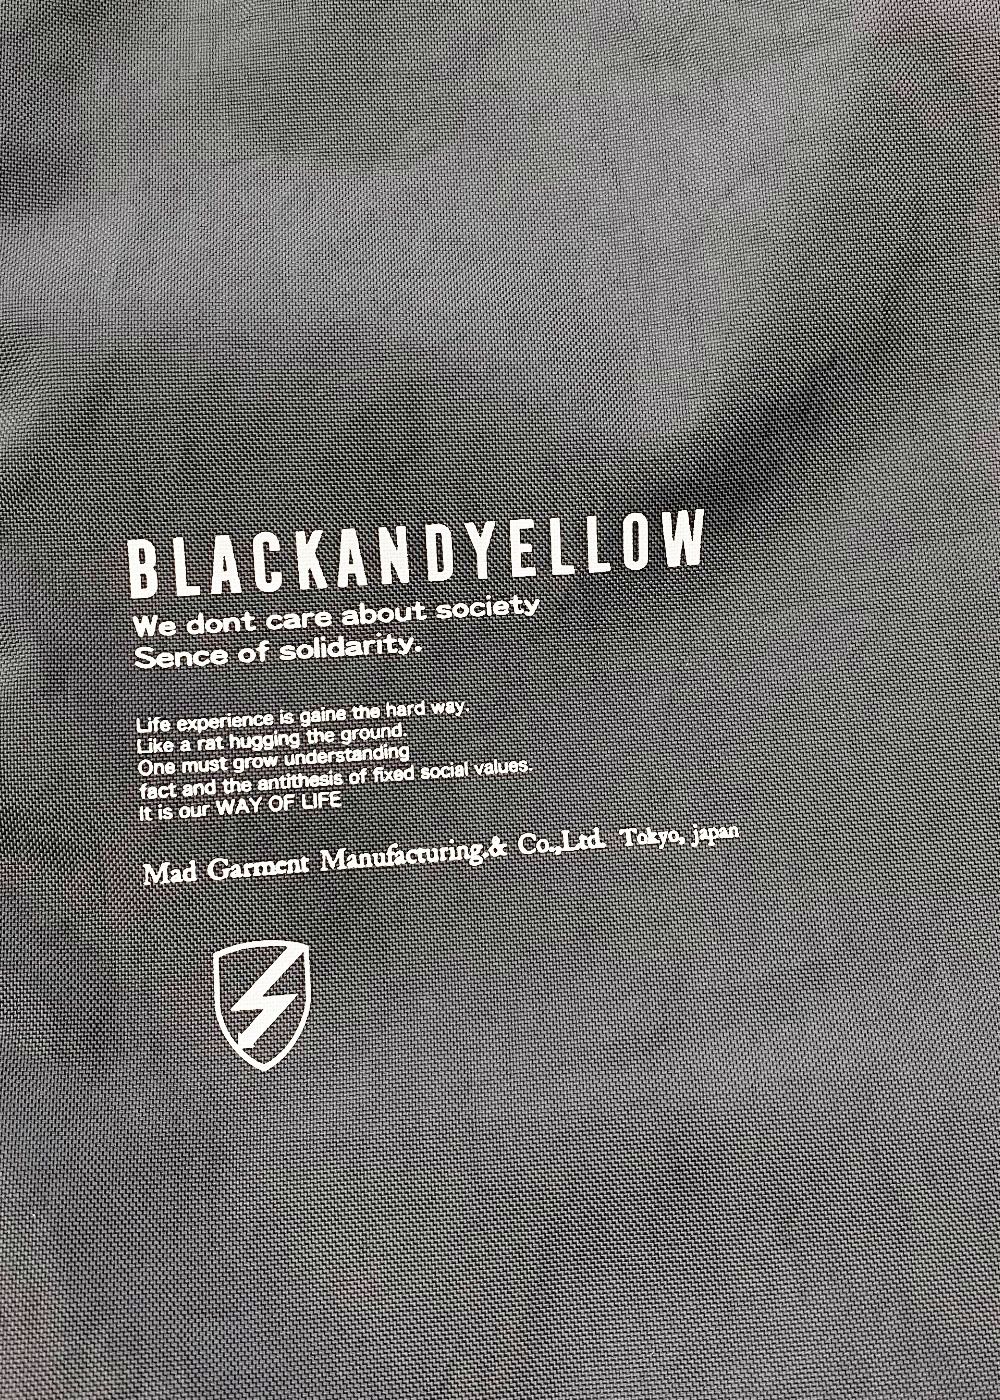 BLACKANDYELLOW
We dont care about society
Sence of solidarity.
Life experience is gaine the hard way.
Like a rat hugging the ground.
One must grow understanding
fact and the antithesis of fixed social values.
It is our WAY OF LIFE
Mad Garment Manufacturing.& Co.,Ltd. Tokyo, japan